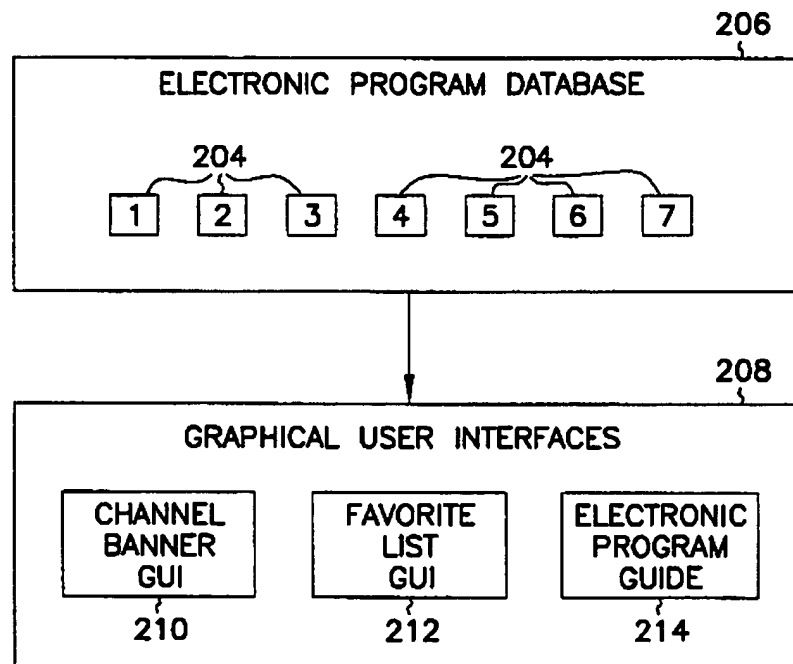 206
ELECTRONIC PROGRAM DATABASE
204 204
1 2 3 4 5 6 7
208
GRAPHICAL USER INTERFACES
CHANNEL
BANNER
GUI
210
FAVORITE
LIST
GUI
212
ELECTRONIC
PROGRAM
GUIDE
214